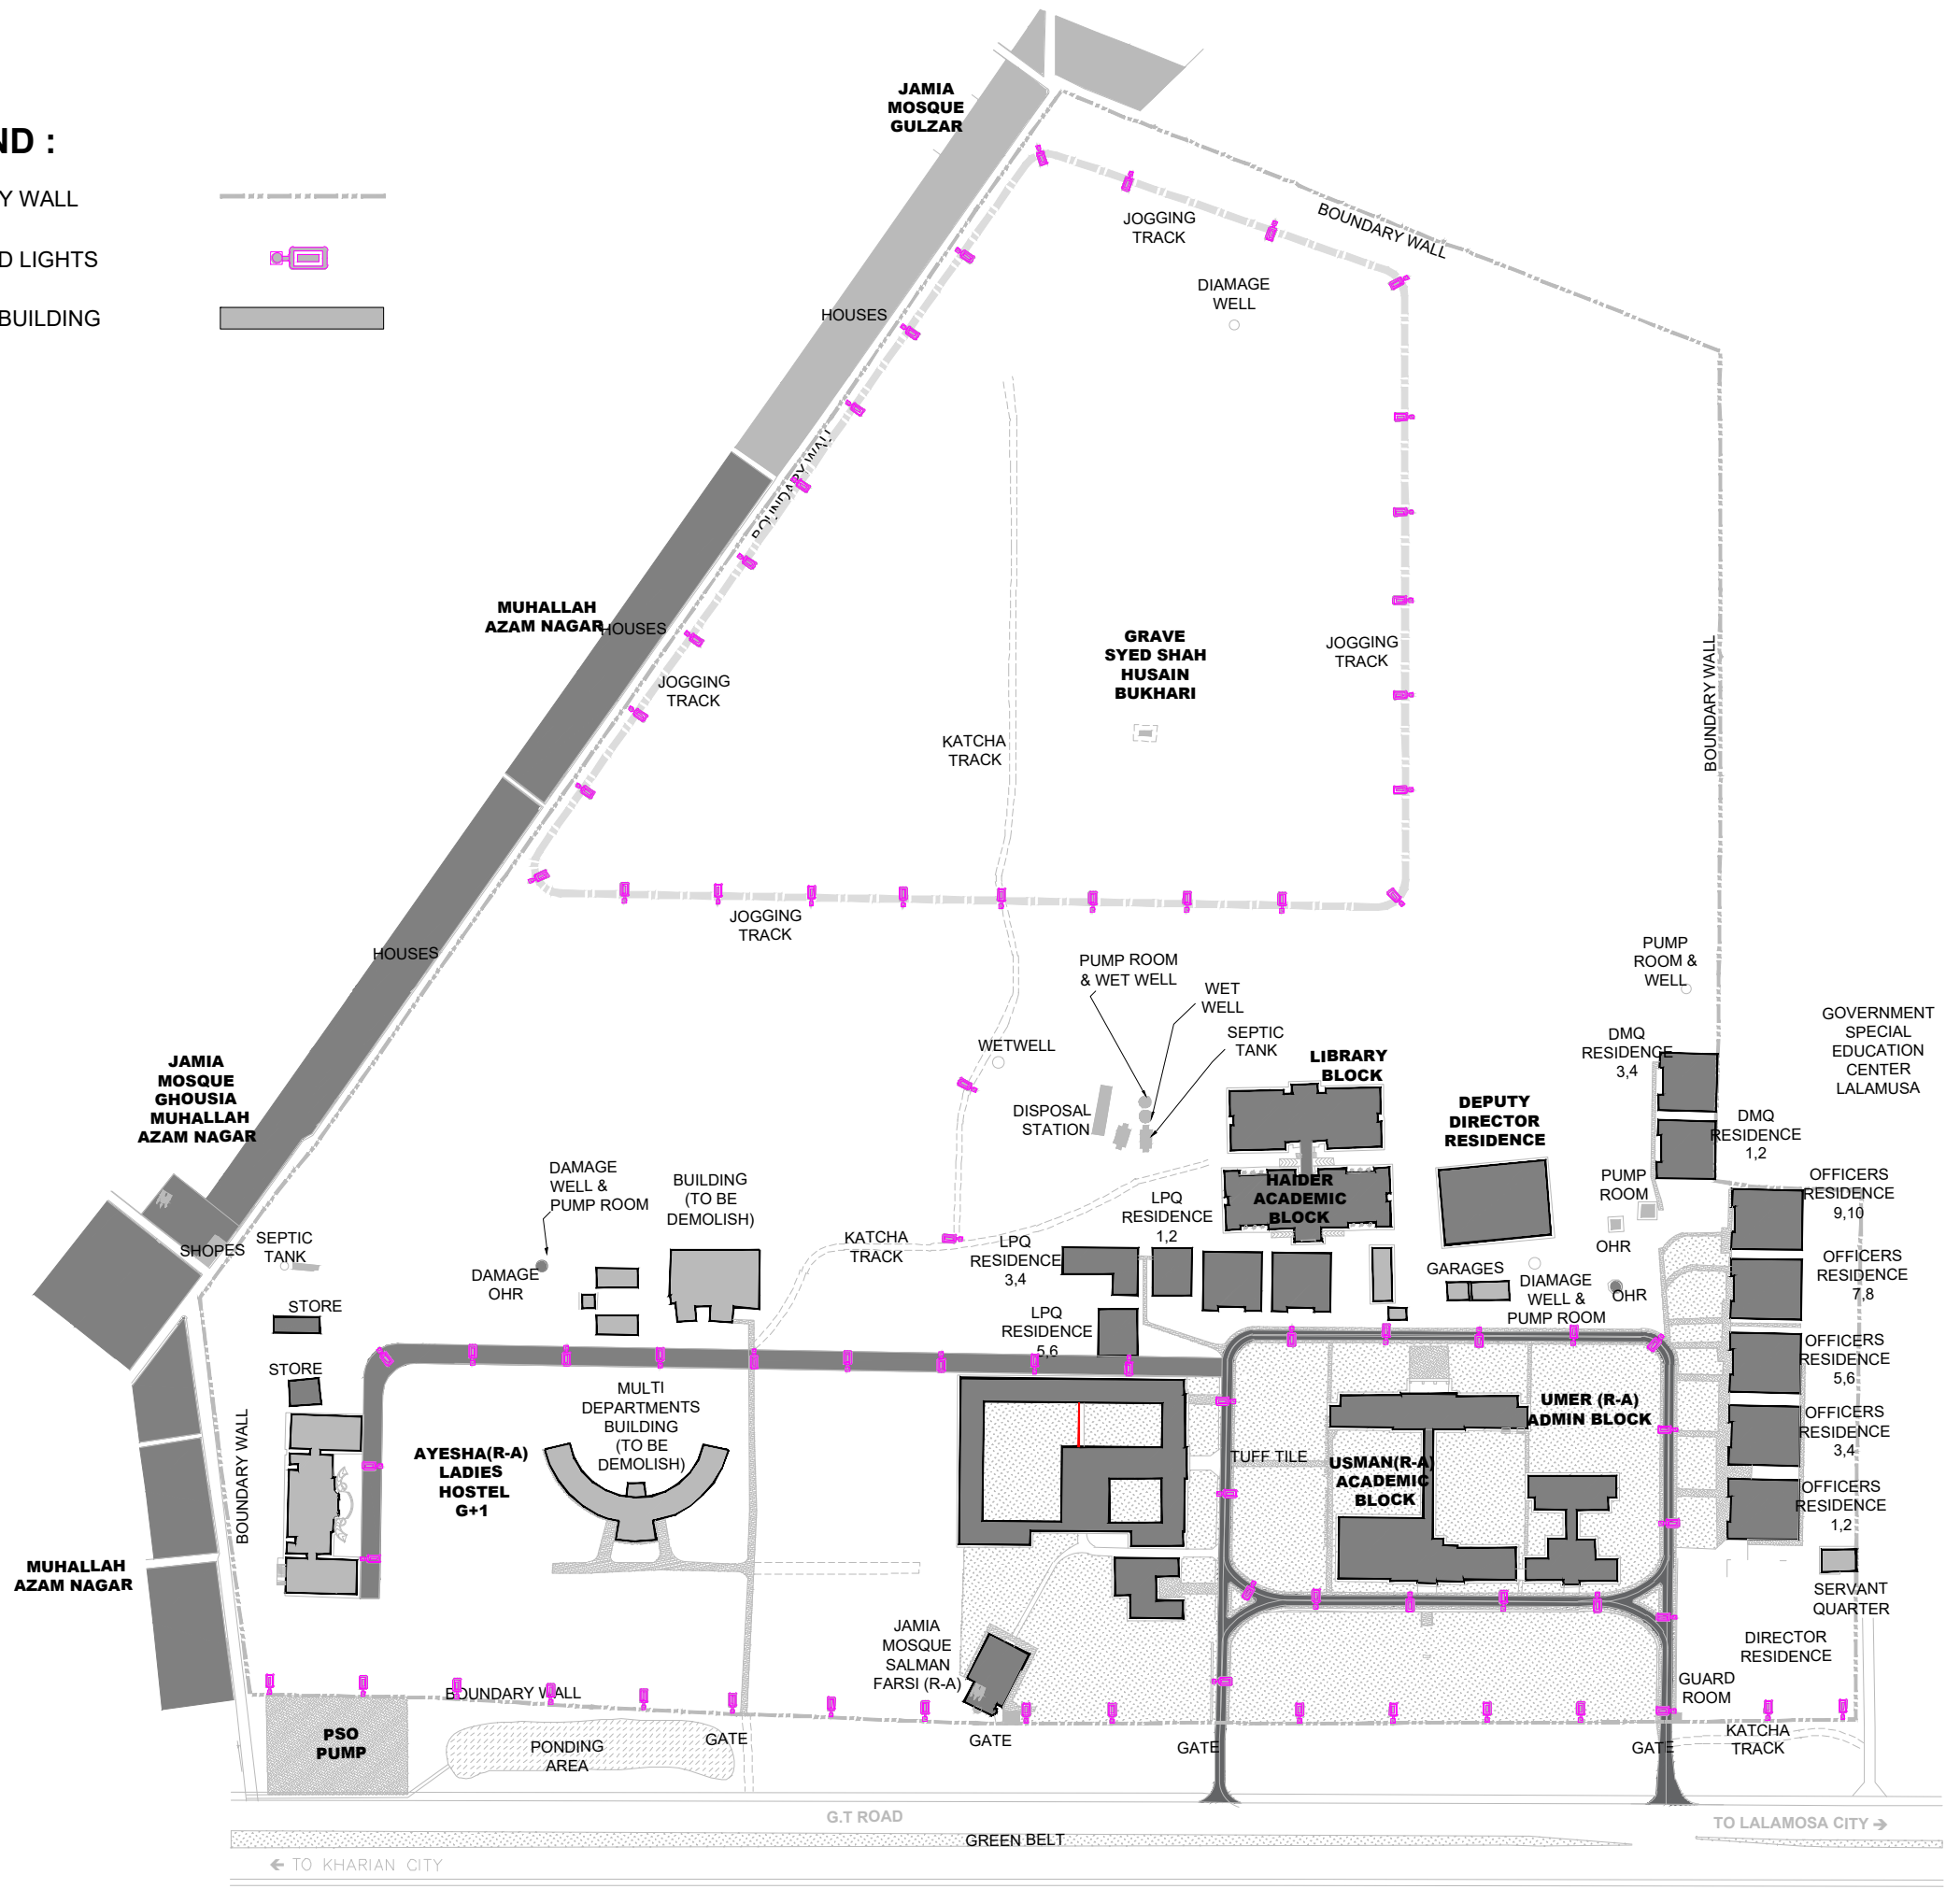 ND :
Y WALL
D LIGHTS
BUILDING
JAMIA
MOSQUE
GULZAR
BOUNDARY WALL
JOGGING
TRACK
DIAMAGE
WELL
HOUSES
BOUNDARY WALL
MUHALLAH
AZAM NAGAR
HOUSES
JOGGING
TRACK
GRAVE
SYED SHAH
HUSAIN
BUKHARI
JOGGING
TRACK
BOUNDARY WALL
KATCHA
TRACK
JOGGING
TRACK
HOUSES
PUMP ROOM
& WET WELL
WET
WELL
SEPTIC
TANK
WETWELL
PUMP
ROOM &
WELL
GOVERNMENT
SPECIAL
EDUCATION
CENTER
LALAMUSA
DMQ
RESIDENCE
3,4
JAMIA
MOSQUE
GHOUSIA
MUHALLAH
AZAM NAGAR
LIBRARY
BLOCK
DISPOSAL
STATION
DEPUTY
DIRECTOR
RESIDENCE
DMQ
RESIDENCE
1,2
DAMAGE
WELL &
PUMP ROOM
BUILDING
(TO BE
DEMOLISH)
HAIDER
ACADEMIC
BLOCK
LPQ
RESIDENCE
1,2
PUMP
ROOM
OFFICERS
RESIDENCE
9,10
SHOPES
SEPTIC
TANK
KATCHA
TRACK
LPQ
RESIDENCE
3,4
OHR
DAMAGE
OHR
GARAGES
DIAMAGE
WELL &
PUMP ROOM
OHR
OFFICERS
RESIDENCE
7,8
STORE
LPQ
RESIDENCE
5,6
OFFICERS
RESIDENCE
5,6
STORE
MULTI
DEPARTMENTS
BUILDING
(TO BE
DEMOLISH)
UMER (R-A)
ADMIN BLOCK
OFFICERS
RESIDENCE
3,4
BOUNDARY WALL
AYESHA(R-A)
LADIES
HOSTEL
G+1
TUFF TILE
USMAN(R-A)
ACADEMIC
BLOCK
OFFICERS
RESIDENCE
1,2
MUHALLAH
AZAM NAGAR
SERVANT
QUARTER
JAMIA
MOSQUE
SALMAN
FARSI (R-A)
DIRECTOR
RESIDENCE
GUARD
ROOM
BOUNDARY WALL
PSO
PUMP
PONDING
AREA
GATE
GATE
GATE
GATE
KATCHA
TRACK
G.T ROAD
TO LALAMOSA CITY →
GREEN BELT
← TO KHARIAN CITY